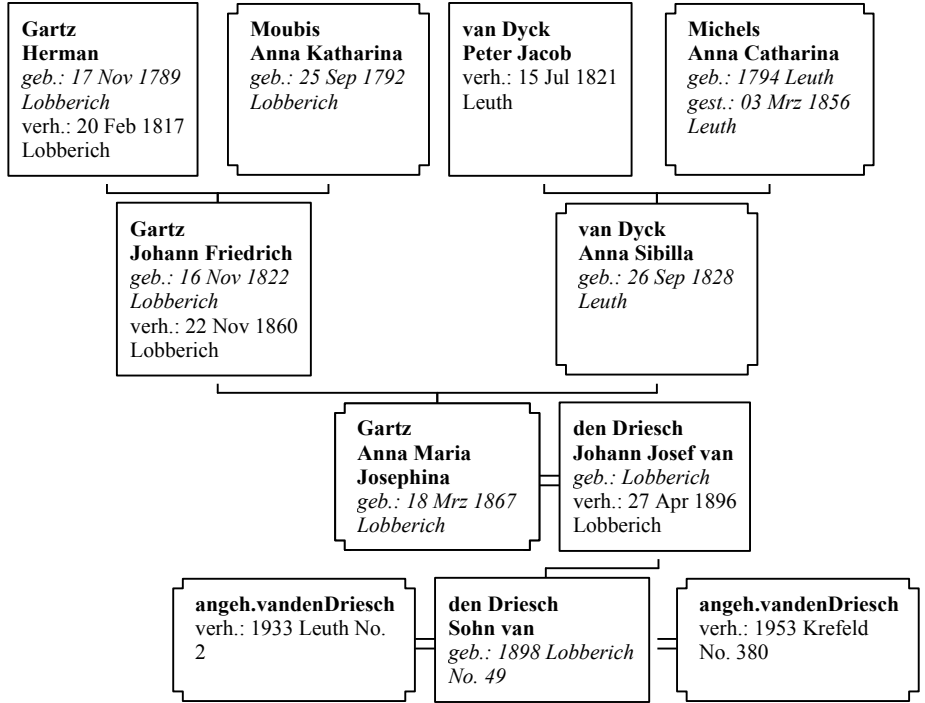 Gartz
Herman
geb.: 17 Nov 1789
Lobberich
verh.: 20 Feb 1817
Lobberich
Moubis
Anna Katharina
geb.: 25 Sep 1792
Lobberich
van Dyck
Peter Jacob
verh.: 15 Jul 1821
Leuth
Michels
Anna Catharina
geb.: 1794 Leuth
gest.: 03 Mrz 1856
Leuth
Gartz
Johann Friedrich
geb.: 16 Nov 1822
Lobberich
verh.: 22 Nov 1860
Lobberich
van Dyck
Anna Sibilla
geb.: 26 Sep 1828
Leuth
Gartz
Anna Maria
Josephina
geb.: 18 Mrz 1867
Lobberich
den Driesch
Johann Josef van
geb.: Lobberich
verh.: 27 Apr 1896
Lobberich
angeh.vandenDriesch
verh.: 1933 Leuth No.
2
den Driesch
Sohn van
geb.: 1898 Lobberich
No. 49
angeh.vandenDriesch
verh.: 1953 Krefeld
No. 380